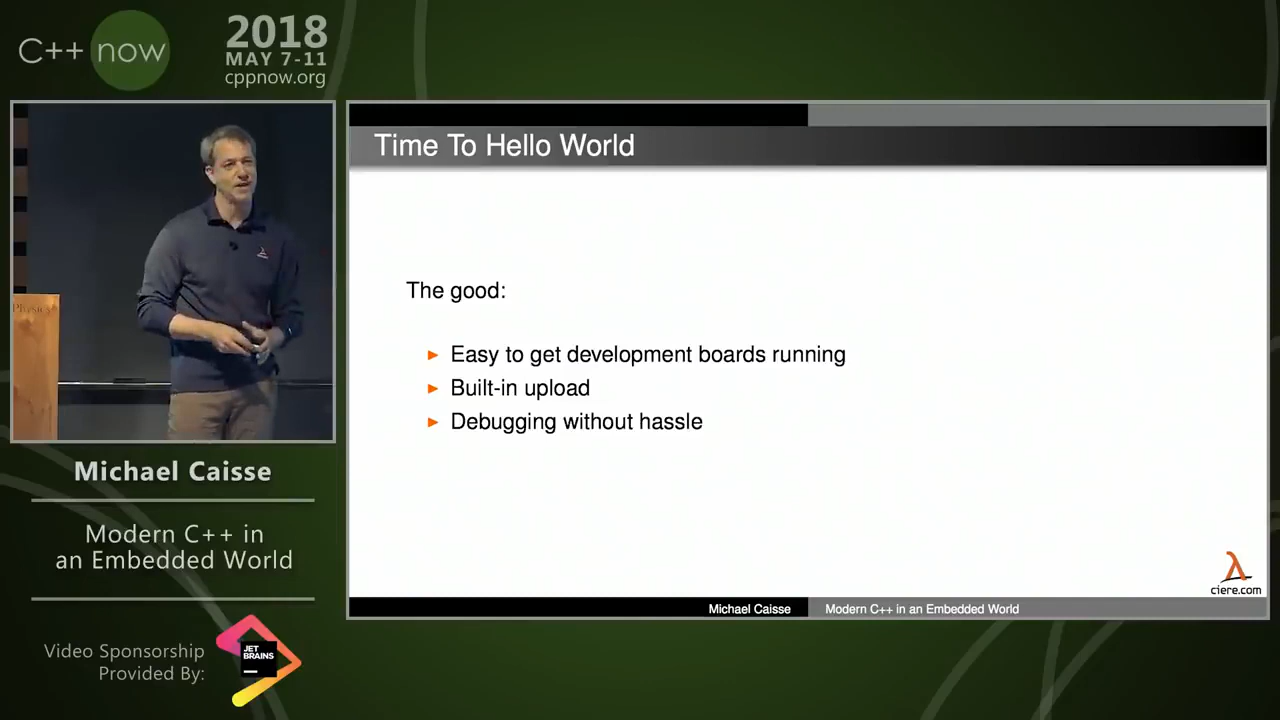 C++ now
2018
MAY 7-11
cppnow.org
Physics
Michael Caisse
Modern C++ in
an Embedded World
Video Sponsorship
Provided By:
JET
BRAINS
Time To Hello World
The good:
Easy to get development boards running
Built-in upload
Debugging without hassle
λ
ciere.com
Michael Caisse
Modern C++ in an Embedded World